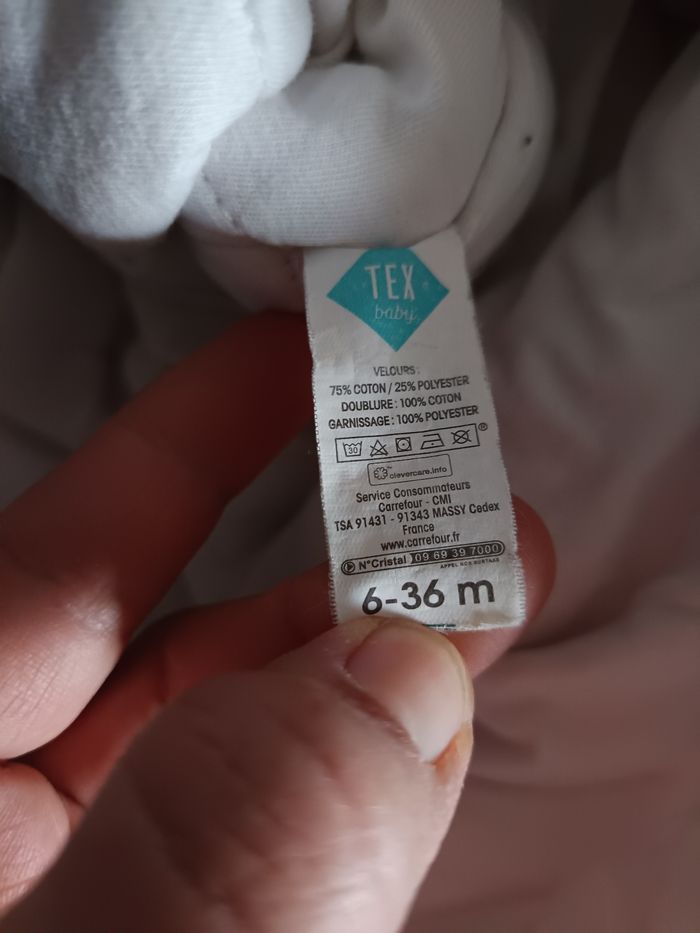 TEX
baby
VELOURS :
75% COTON / 25% POLYESTER
DOUBLURE : 100% COTON
GARNISSAGE : 100% POLYESTER
30 ®
clevercare.info
Service Consommateurs
Carrefour - CMI
TSA 91431 - 91343 MASSY Cedex
France
www.carrefour.fr
N°Cristal 09 69 39 7000
APPEL NON SURTAXÉ
6-36 m